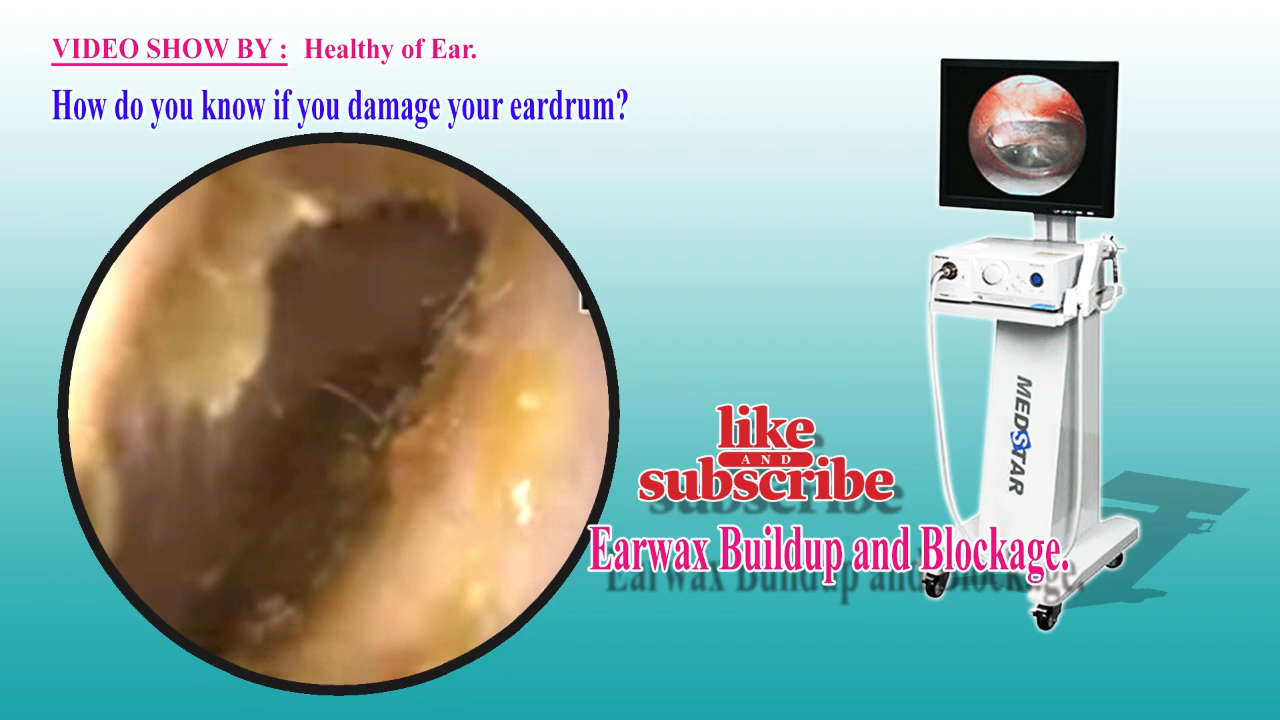 VIDEO SHOW BY : Healthy of Ear.
How do you know if you damage your eardrum?
MEDSTAR
like
AND
subscribe
Earwax Buildup and Blockage.